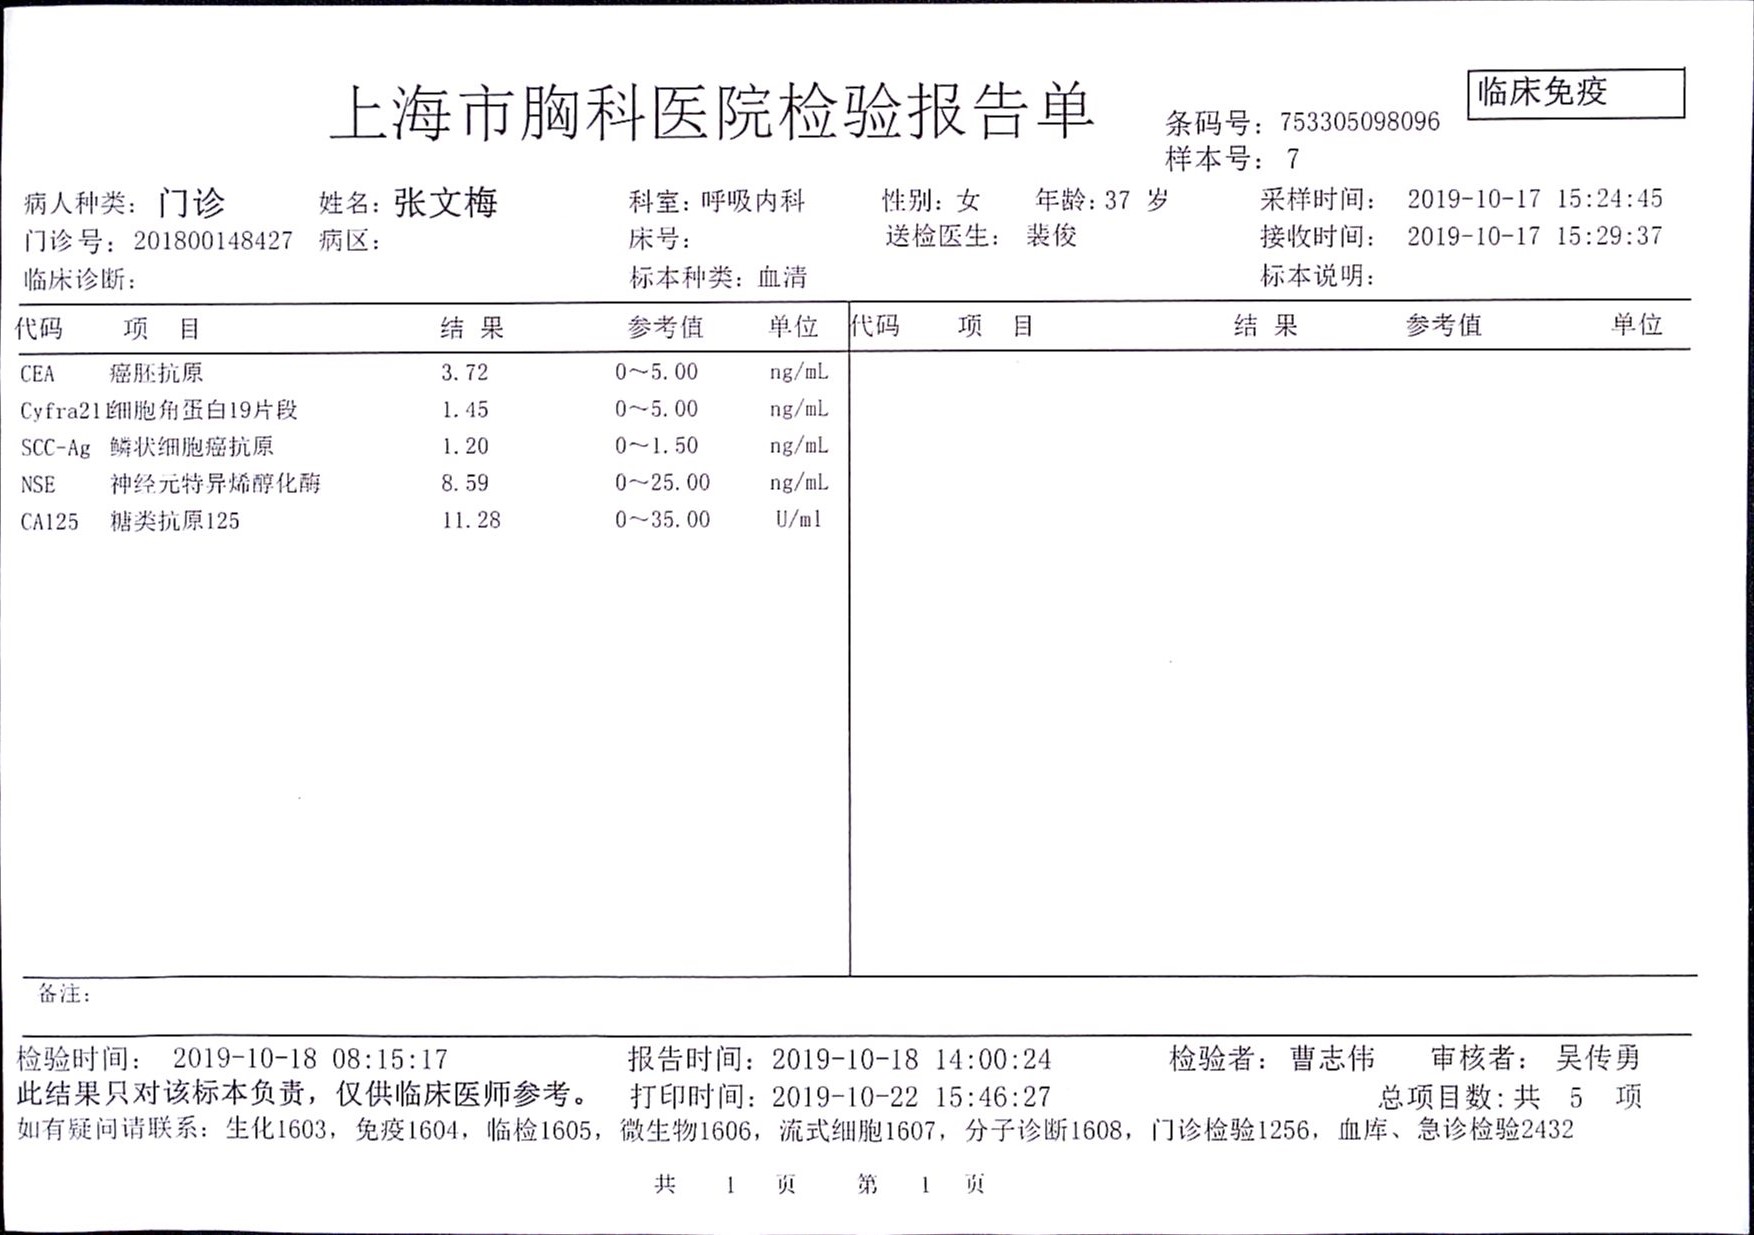 上海市胸科医院检验报告单
临床免疫
条码号: 753305098096
样本号: 7
病人种类: 门诊 姓名: 张文梅 科室: 呼吸内科 性别: 女 年龄: 37 岁 采样时间: 2019-10-17 15:24:45
门诊号: 201800148427 病区: 床号: 送检医生: 裴俊 接收时间: 2019-10-17 15:29:37
临床诊断: 标本种类: 血清 标本说明:
代码 项 目 结 果 参考值 单位 代码 项 目 结 果 参考值 单位
CEA 癌胚抗原 3.72 0~5.00 ng/mL
Cyfra211 细胞角蛋白19片段 1.45 0~5.00 ng/mL
SCC-Ag 鳞状细胞癌抗原 1.20 0~1.50 ng/mL
NSE 神经元特异烯醇化酶 8.59 0~25.00 ng/mL
CA125 糖类抗原125 11.28 0~35.00 U/ml
备注:
检验时间: 2019-10-18 08:15:17 报告时间: 2019-10-18 14:00:24 检验者: 曹志伟 审核者: 吴传勇
此结果只对该标本负责，仅供临床医师参考。 打印时间: 2019-10-22 15:46:27 总项目数: 共 5 项
如有疑问请联系: 生化1603, 免疫1604, 临检1605, 微生物1606, 流式细胞1607, 分子诊断1608, 门诊检验1256, 血库、急诊检验2432
共 1 页 第 1 页